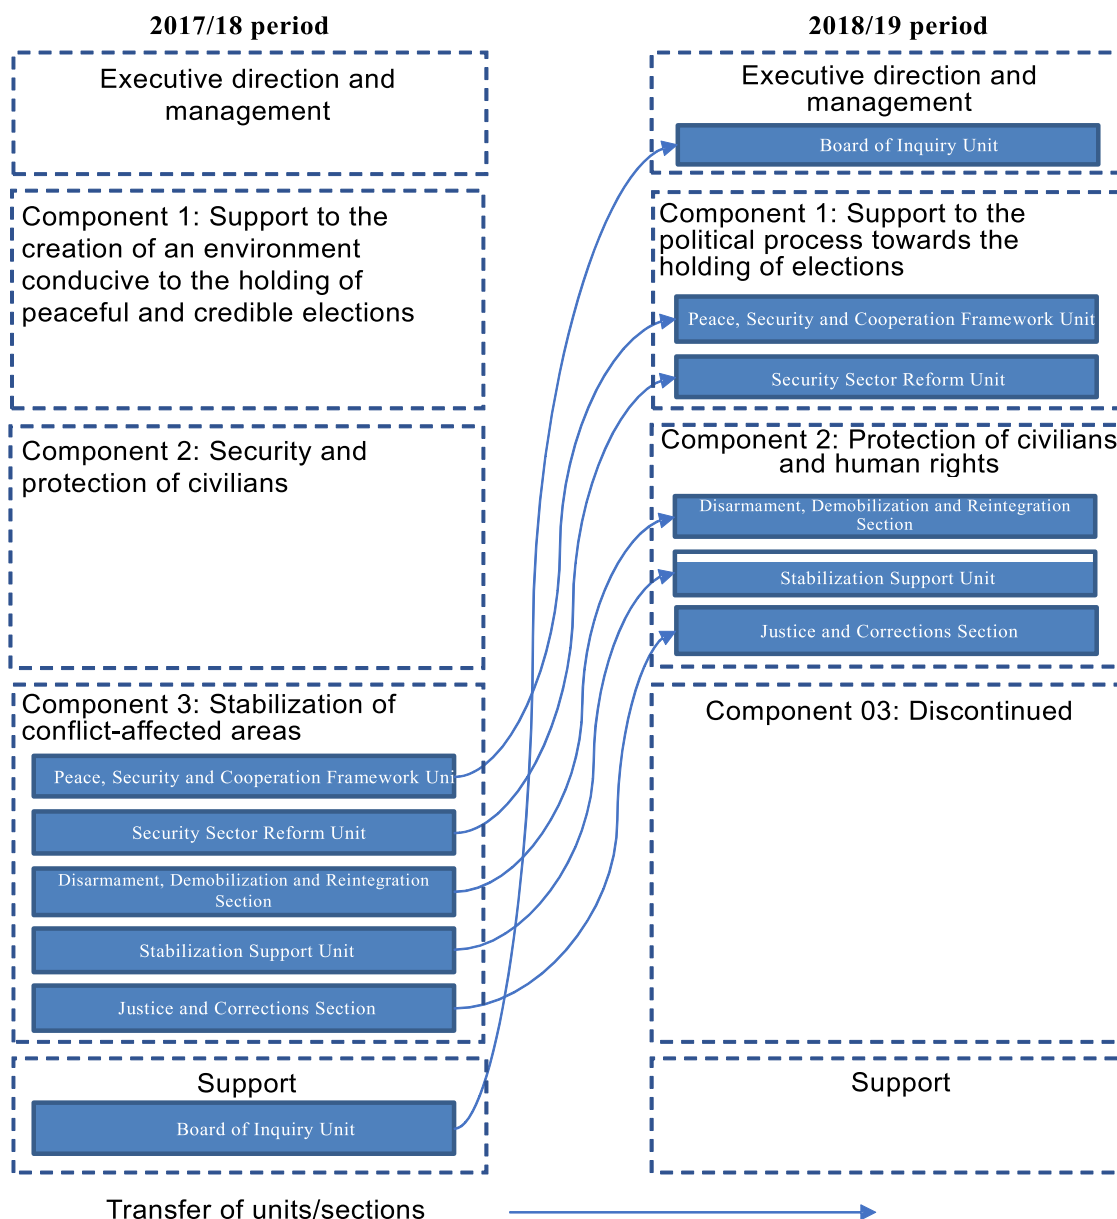 2017/18 period
Executive direction and
management
Component 1: Support to the
creation of an environment
conducive to the holding of
peaceful and credible elections
Component 2: Security and
protection of civilians
Component 3: Stabilization of
conflict-affected areas
Peace, Security and Cooperation Framework Uni
Security Sector Reform Unit
Disarmament, Demobilization and Reintegration
Section
Stabilization Support Unit
Justice and Corrections Section
Support
Board of Inquiry Unit
2018/19 period
Executive direction and
management
Board of Inquiry Unit
Component 1: Support to the
political process towards the
holding of elections
Peace, Security and Cooperation Framework Unit
Security Sector Reform Unit
Component 2: Protection of civilians
and human rights
Disarmament, Demobilization and Reintegration
Section
Stabilization Support Unit
Justice and Corrections Section
Component 03: Discontinued
Support
Transfer of units/sections